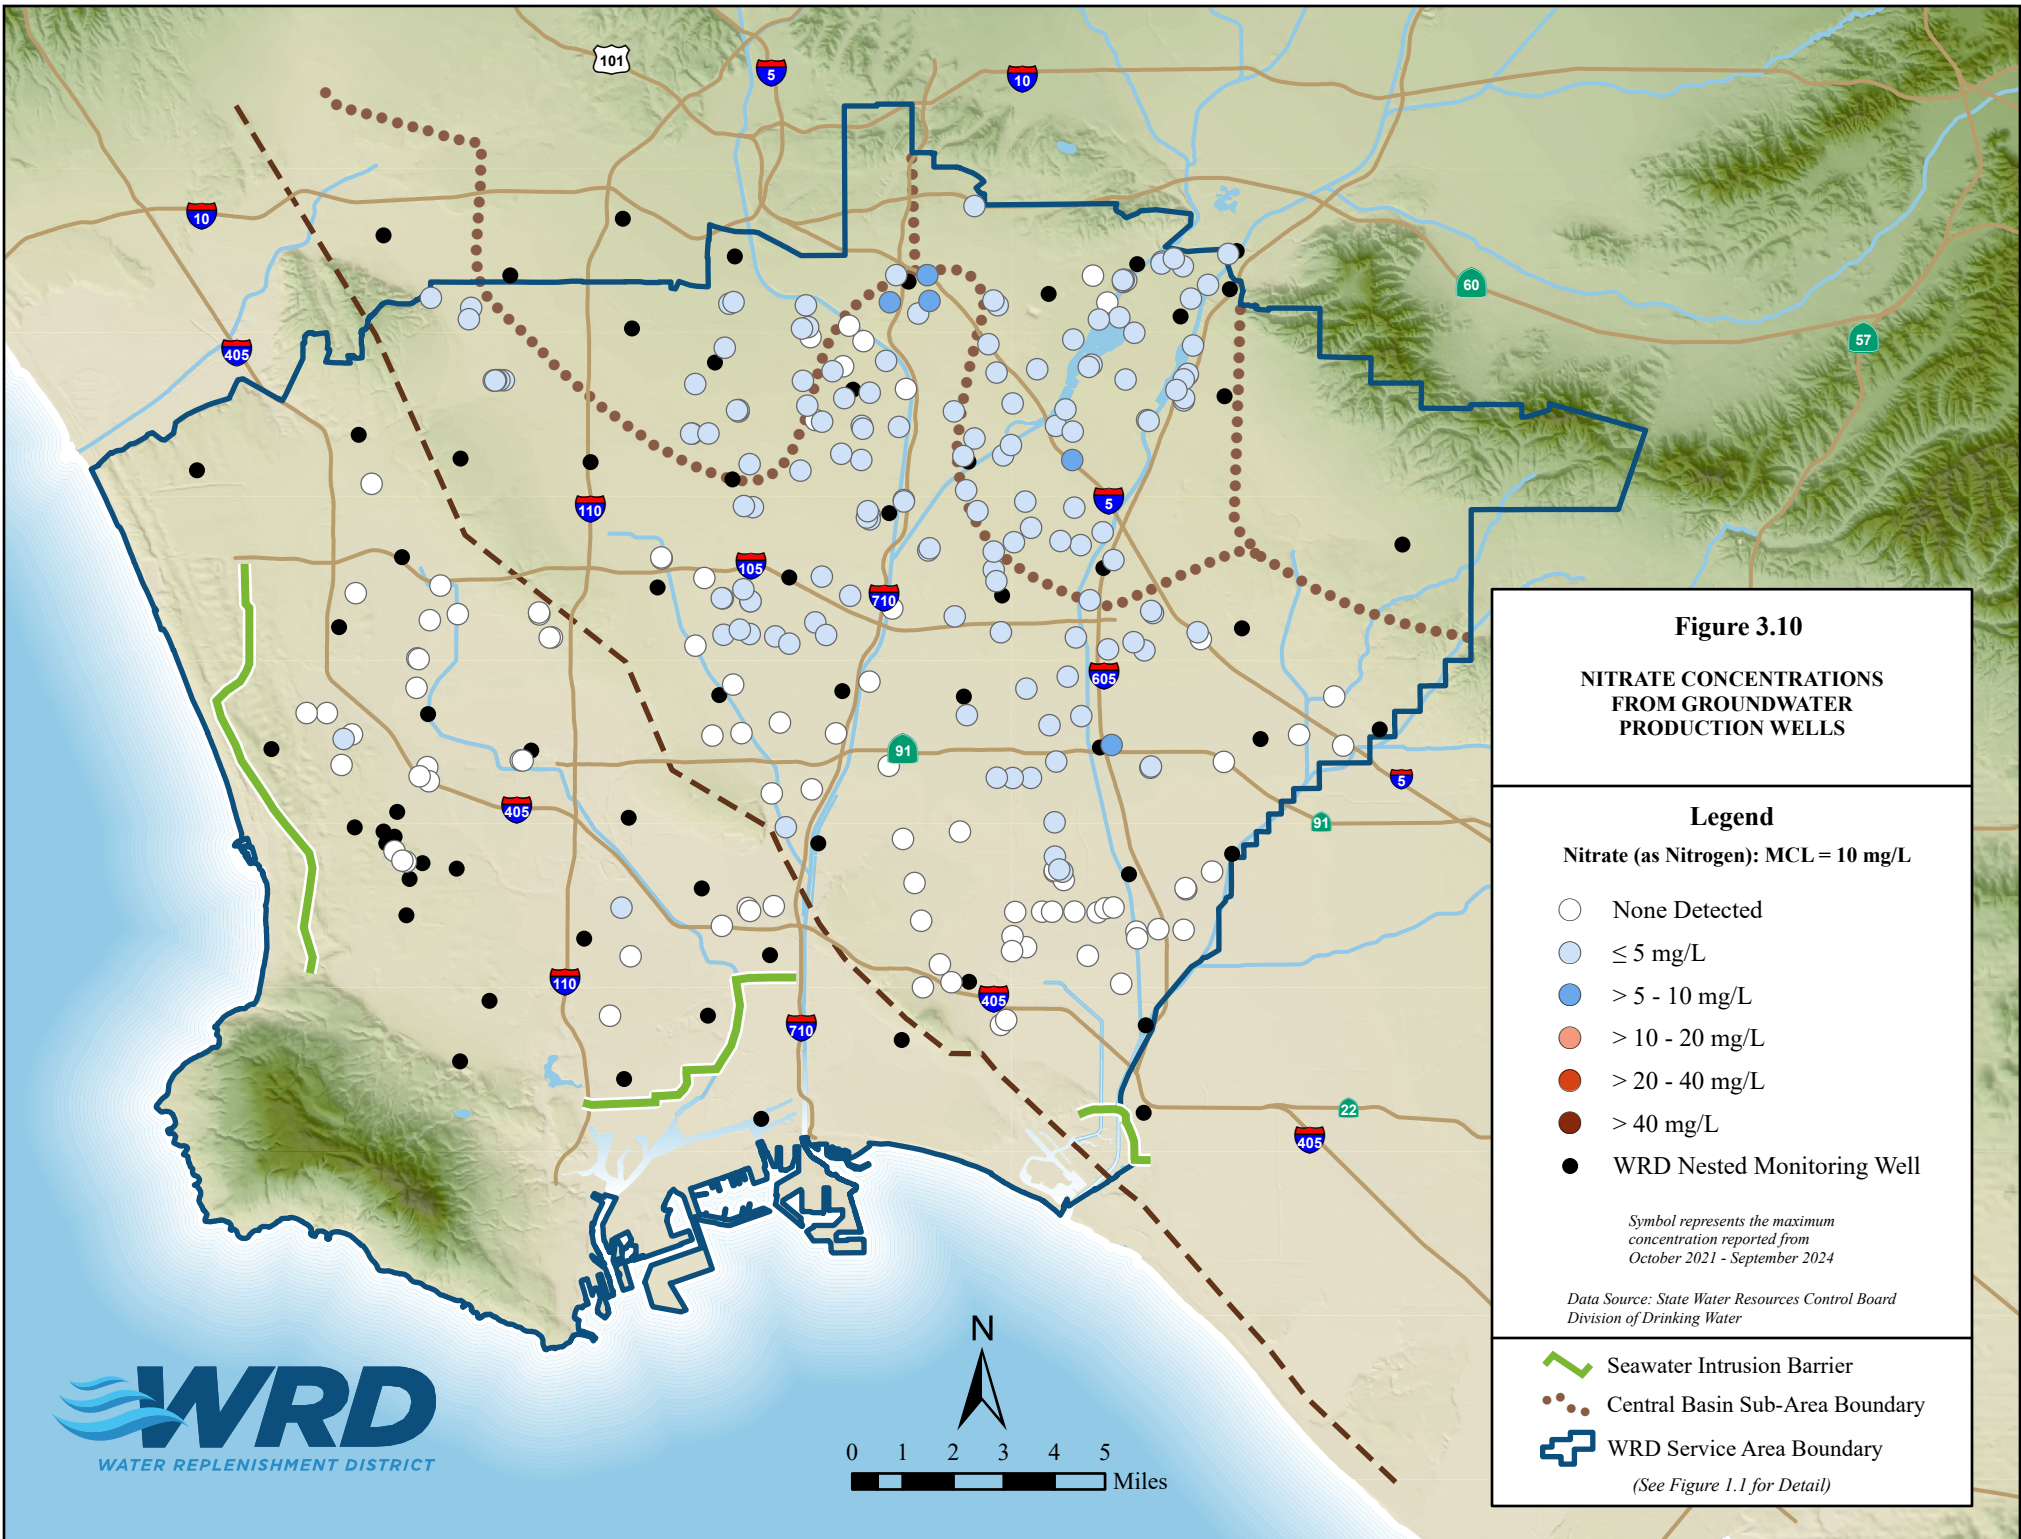 101
5
10
10
60
405
57
110
5
105
710
605
91
5
405
91
110
405
710
22
405
Figure 3.10
NITRATE CONCENTRATIONS
FROM GROUNDWATER
PRODUCTION WELLS
Legend
Nitrate (as Nitrogen): MCL = 10 mg/L
None Detected
≤ 5 mg/L
> 5 - 10 mg/L
> 10 - 20 mg/L
> 20 - 40 mg/L
> 40 mg/L
WRD Nested Monitoring Well
Symbol represents the maximum
concentration reported from
October 2021 - September 2024
Data Source: State Water Resources Control Board
Division of Drinking Water
Seawater Intrusion Barrier
Central Basin Sub-Area Boundary
WRD Service Area Boundary
(See Figure 1.1 for Detail)
N
0 1 2 3 4 5
Miles
WRD
WATER REPLENISHMENT DISTRICT